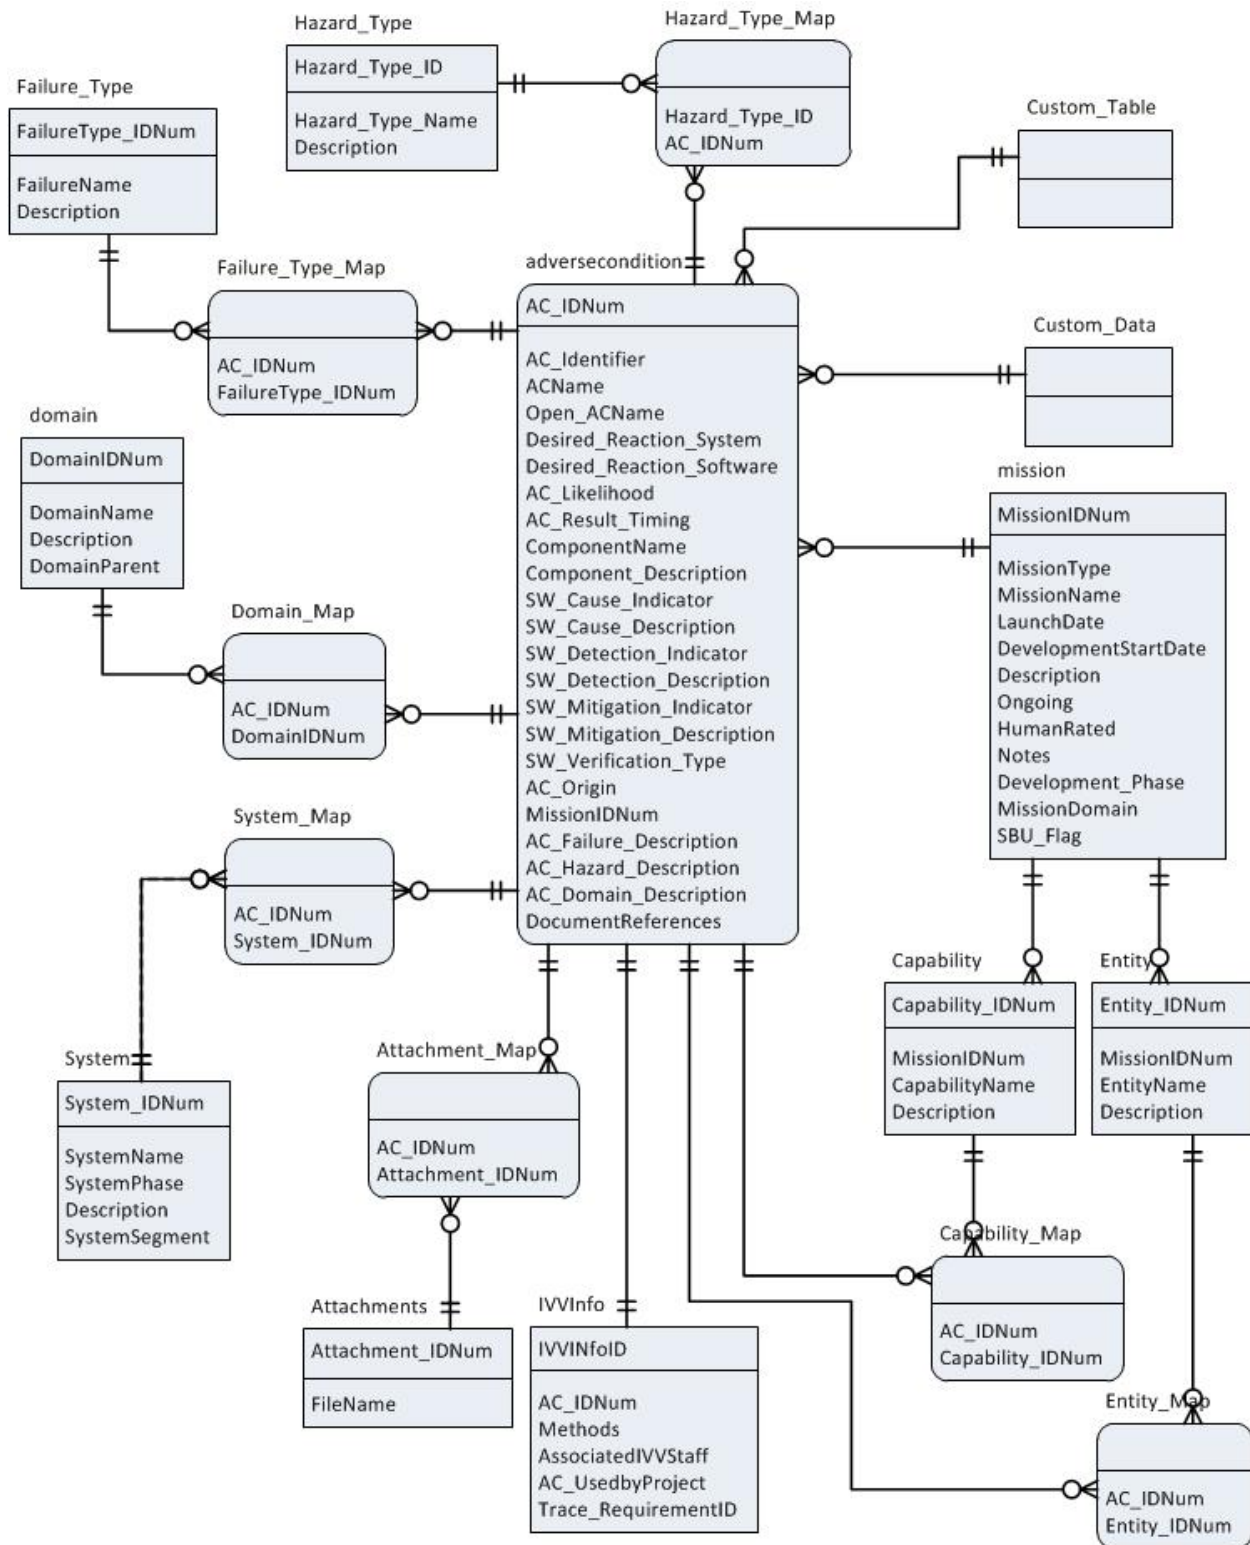 Hazard_Type
Hazard_Type_ID
Hazard_Type_Name
Description
Hazard_Type_Map
Hazard_Type_ID
AC_IDNum
Failure_Type
FailureType_IDNum
FailureName
Description
Custom_Table
Failure_Type_Map
AC_IDNum
FailureType_IDNum
adversecondition
AC_IDNum
AC_Identifier
ACName
Open_ACName
Desired_Reaction_System
Desired_Reaction_Software
AC_Likelihood
AC_Result_Timing
ComponentName
Component_Description
SW_Cause_Indicator
SW_Cause_Description
SW_Detection_Indicator
SW_Detection_Description
SW_Mitigation_Indicator
SW_Mitigation_Description
SW_Verification_Type
AC_Origin
MissionIDNum
AC_Failure_Description
AC_Hazard_Description
AC_Domain_Description
DocumentReferences
Custom_Data
domain
DomainIDNum
DomainName
Description
DomainParent
mission
MissionIDNum
MissionType
MissionName
LaunchDate
DevelopmentStartDate
Description
Ongoing
HumanRated
Notes
Development_Phase
MissionDomain
SBU_Flag
Domain_Map
AC_IDNum
DomainIDNum
System_Map
AC_IDNum
System_IDNum
System
System_IDNum
SystemName
SystemPhase
Description
SystemSegment
Attachment_Map
AC_IDNum
Attachment_IDNum
Capability
Capability_IDNum
MissionIDNum
CapabilityName
Description
Entity
Entity_IDNum
MissionIDNum
EntityName
Description
Attachments
Attachment_IDNum
FileName
IVVInfo
IVVINfoID
AC_IDNum
Methods
AssociatedIVVStaff
AC_UsedbyProject
Trace_RequirementID
Capability_Map
AC_IDNum
Capability_IDNum
Entity_Map
AC_IDNum
Entity_IDNum